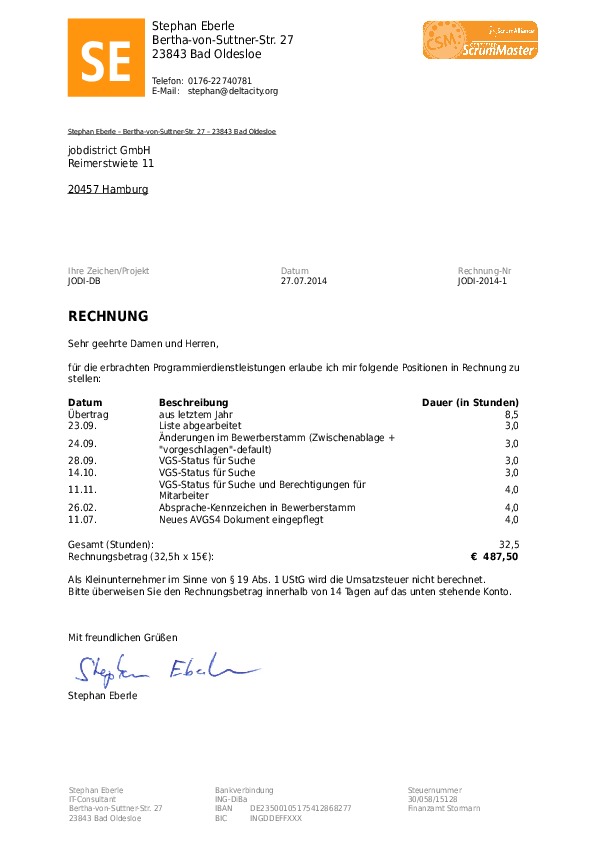 SE
Stephan Eberle
Bertha-von-Suttner-Str. 27
23843 Bad Oldesloe
Telefon: 0176-22740781
E-Mail: stephan@deltacity.org
CSM
ScrumAlliance
CERTIFIED
ScrumMaster
Stephan Eberle – Bertha-von-Suttner-Str. 27 – 23843 Bad Oldesloe
jobdistrict GmbH
Reimerstwiete 11
20457 Hamburg
Ihre Zeichen/Projekt Datum Rechnung-Nr
JODI-DB 27.07.2014 JODI-2014-1
RECHNUNG
Sehr geehrte Damen und Herren,
für die erbrachten Programmierdienstleistungen erlaube ich mir folgende Positionen in Rechnung zu
stellen:
Datum Beschreibung Dauer (in Stunden)
Übertrag aus letztem Jahr 8,5
23.09. Liste abgearbeitet 3,0
24.09. Änderungen im Bewerberstamm (Zwischenablage + 3,0
"vorgeschlagen"-default)
28.09. VGS-Status für Suche 3,0
14.10. VGS-Status für Suche 3,0
11.11. VGS-Status für Suche und Berechtigungen für 4,0
Mitarbeiter
26.02. Absprache-Kennzeichen in Bewerberstamm 4,0
11.07. Neues AVGS4 Dokument eingepflegt 4,0
Gesamt (Stunden): 32,5
Rechnungsbetrag (32,5h x 15€): € 487,50
Als Kleinunternehmer im Sinne von § 19 Abs. 1 UStG wird die Umsatzsteuer nicht berechnet.
Bitte überweisen Sie den Rechnungsbetrag innerhalb von 14 Tagen auf das unten stehende Konto.
Mit freundlichen Grüßen
Stephan Eberle
Stephan Eberle
Stephan Eberle Bankverbindung Steuernummer
IT-Consultant ING-DiBa 30/058/15128
Bertha-von-Suttner-Str. 27 IBAN DE23500105175412868277 Finanzamt Stormarn
23843 Bad Oldesloe BIC INGDDEFFXXX